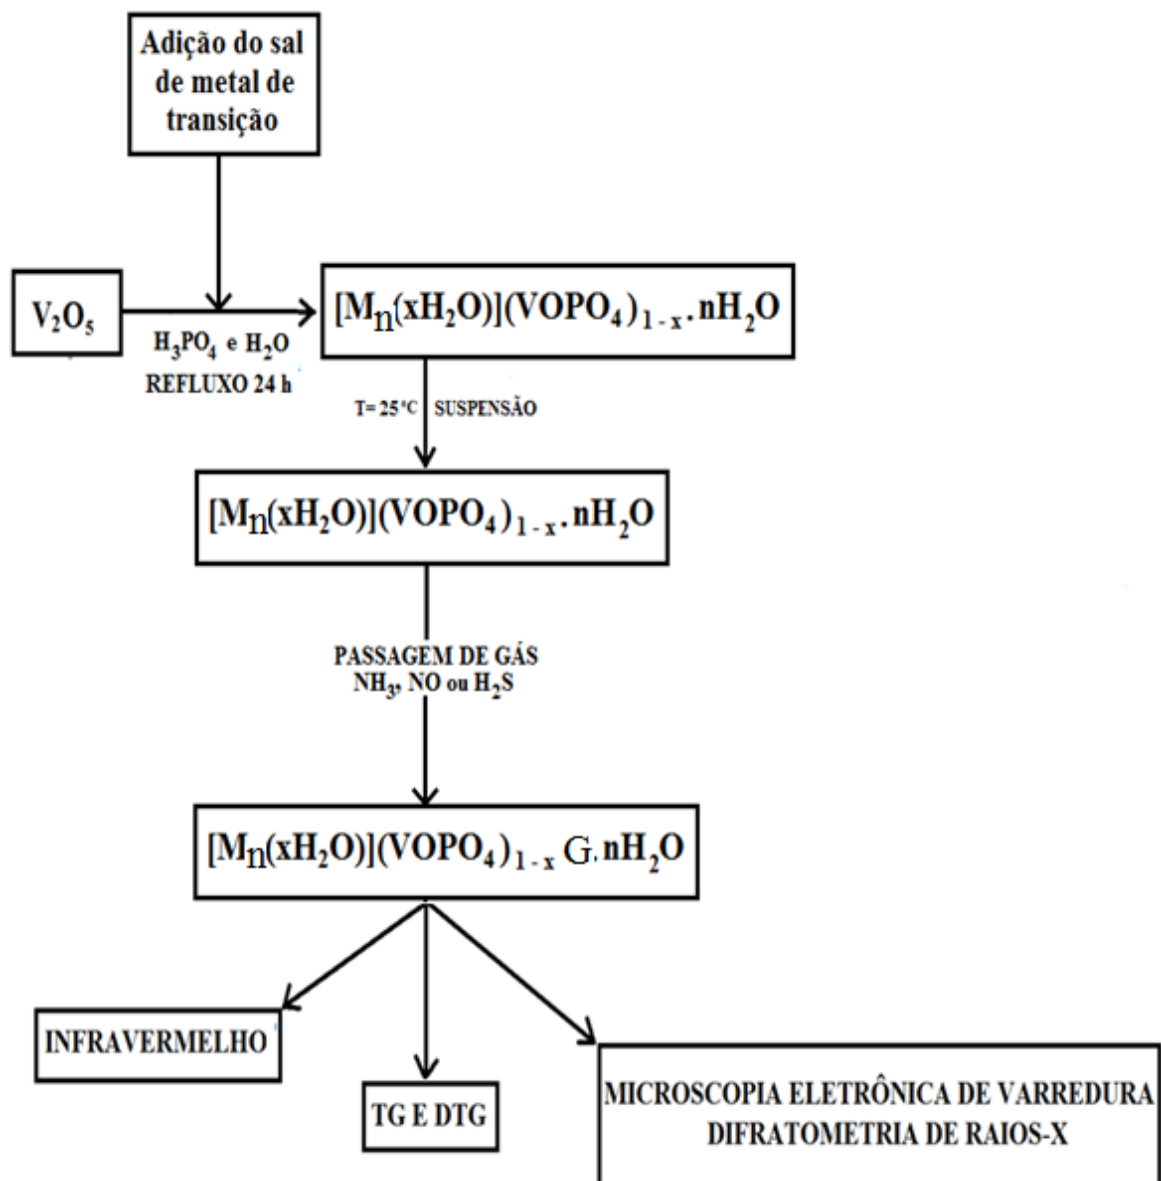 Adição do sal
de metal de
transição
V₂O₅
H₃PO₄ e H₂O
REFLUXO 24 h
[Mn(xH₂O)](VOPO₄)₁₋ₓ.nH₂O
T= 25 °C SUSPENSÃO
[Mn(xH₂O)](VOPO₄)₁₋ₓ.nH₂O
PASSAGEM DE GÁS
NH₃, NO ou H₂S
[Mn(xH₂O)](VOPO₄)₁₋ₓ G.nH₂O
INFRAVERMELHO
TG E DTG
MICROSCOPIA ELETRÔNICA DE VARREDURA
DIFRATOMETRIA DE RAIOS-X